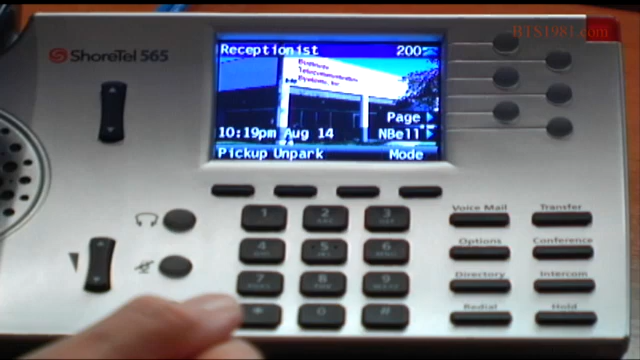 BTS1981.com
ShoreTel 565
Receptionist 200
Business
Telecommunication
Systems, Inc
Page
10:19pm Aug 14 NBell
Pickup Unpark Mode
Voice Mail Transfer
Options Conference
Directory Intercom
Redial Hold
1 2 3
4 5 6
7 8 9
* 0 #